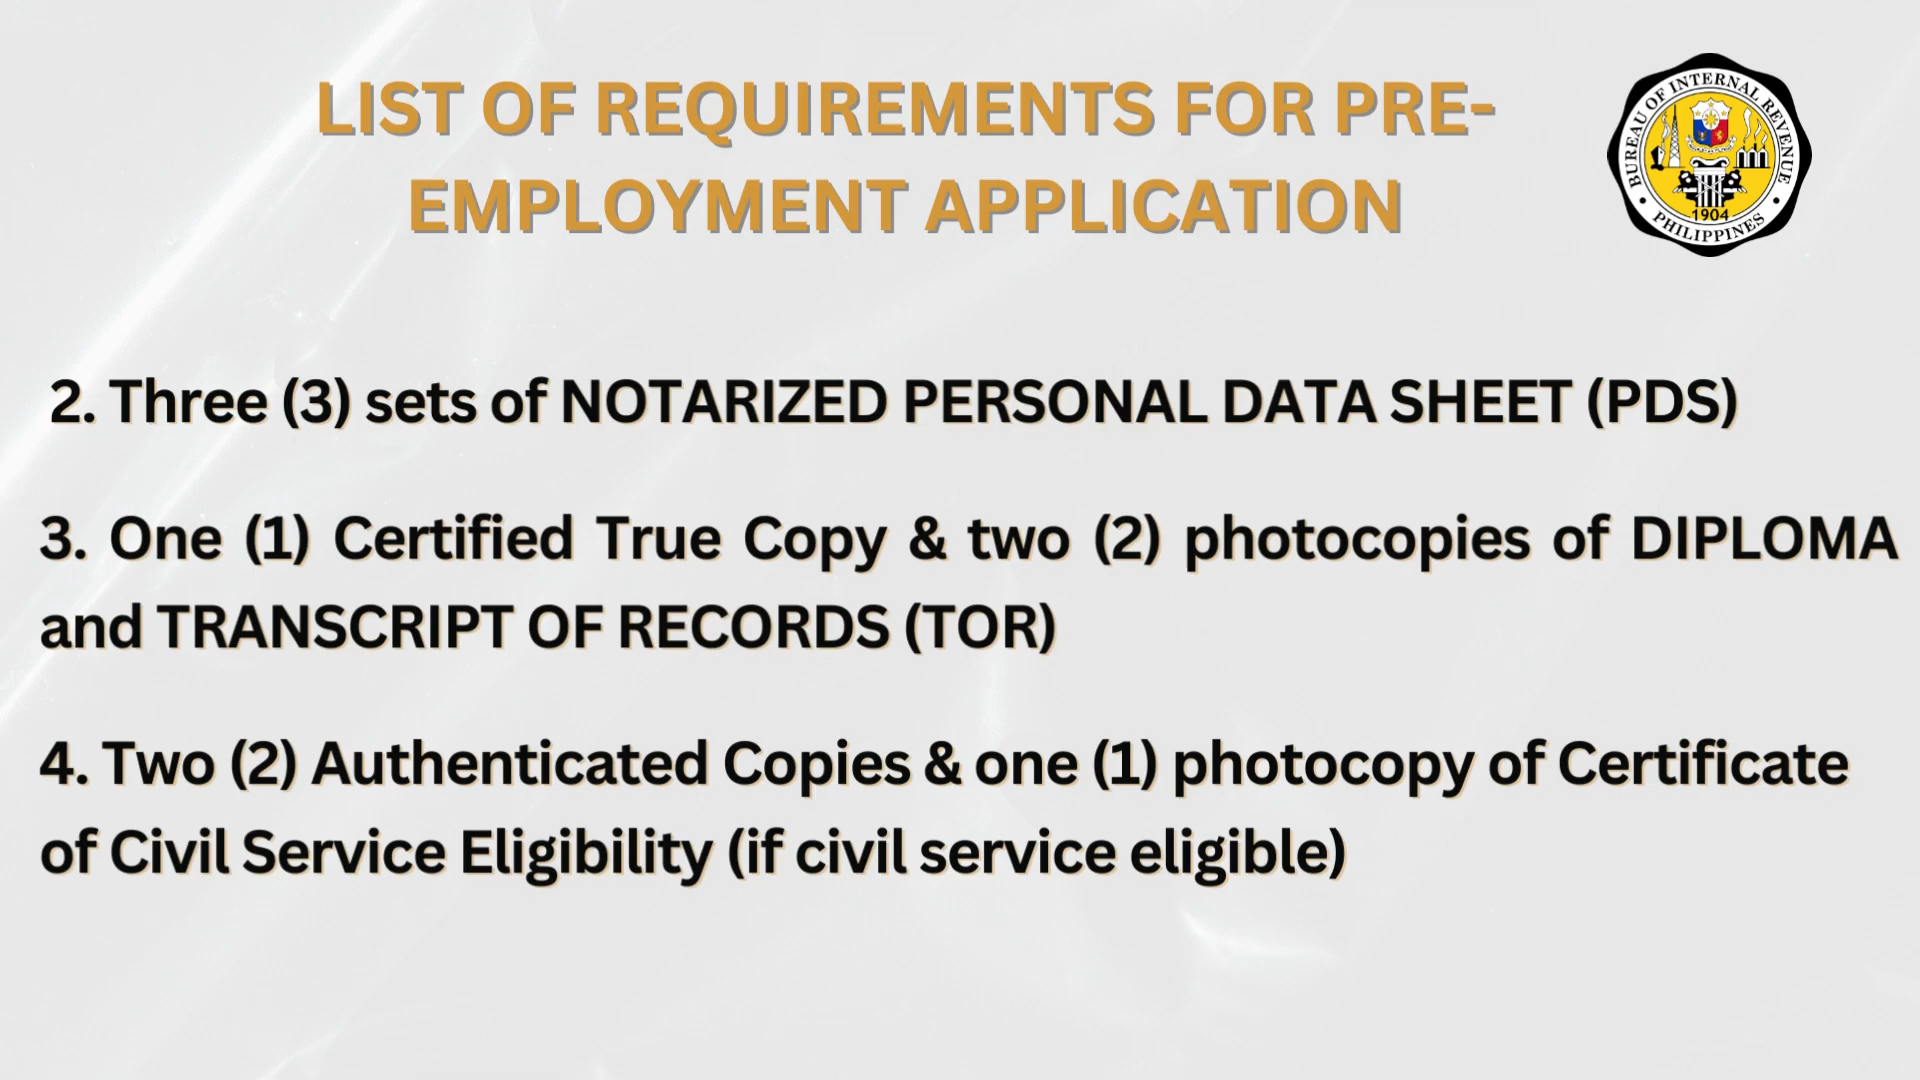 LIST OF REQUIREMENTS FOR PRE-
EMPLOYMENT APPLICATION
BUREAU OF INTERNAL REVENUE
1904
PHILIPPINES
2. Three (3) sets of NOTARIZED PERSONAL DATA SHEET (PDS)
3. One (1) Certified True Copy & two (2) photocopies of DIPLOMA
and TRANSCRIPT OF RECORDS (TOR)
4. Two (2) Authenticated Copies & one (1) photocopy of Certificate
of Civil Service Eligibility (if civil service eligible)